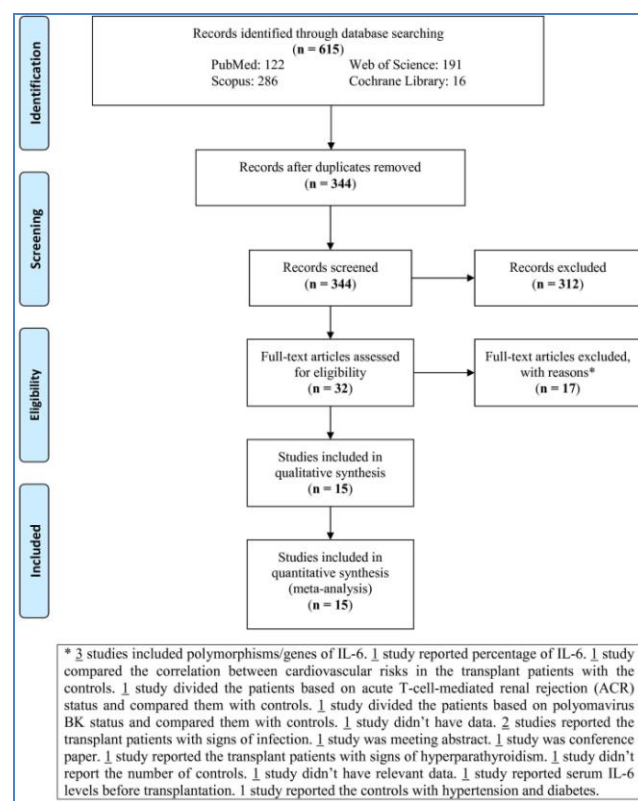 Identification
Records identified through database searching
(n = 615)
PubMed: 122 Web of Science: 191
Scopus: 286 Cochrane Library: 16
Records after duplicates removed
(n = 344)
Screening
Records screened
(n = 344)
Records excluded
(n = 312)
Eligibility
Full-text articles assessed
for eligibility
(n = 32)
Full-text articles excluded,
with reasons*
(n = 17)
Studies included in
qualitative synthesis
(n = 15)
Included
Studies included in
quantitative synthesis
(meta-analysis)
(n = 15)
* 3 studies included polymorphisms/genes of IL-6. 1 study reported percentage of IL-6. 1 study
compared the correlation between cardiovascular risks in the transplant patients with the
controls. 1 study divided the patients based on acute T-cell-mediated renal rejection (ACR)
status and compared them with controls. 1 study divided the patients based on polyomavirus
BK status and compared them with controls. 1 study didn't have data. 2 studies reported the
transplant patients with signs of infection. 1 study was meeting abstract. 1 study was conference
paper. 1 study reported the transplant patients with signs of hyperparathyroidism. 1 study didn't
report the number of controls. 1 study didn't have relevant data. 1 study reported serum IL-6
levels before transplantation. 1 study reported the controls with hypertension and diabetes.